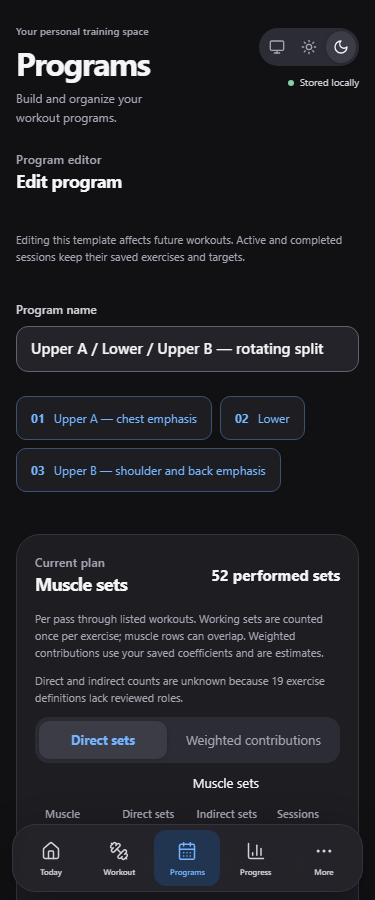 Your personal training space
Programs
Build and organize your
workout programs.
Stored locally
Program editor
Edit program
Editing this template affects future workouts. Active and completed
sessions keep their saved exercises and targets.
Program name
Upper A / Lower / Upper B — rotating split
01 Upper A — chest emphasis
02 Lower
03 Upper B — shoulder and back emphasis
Current plan
Muscle sets
52 performed sets
Per pass through listed workouts. Working sets are counted
once per exercise; muscle rows can overlap. Weighted
contributions use your saved coefficients and are estimates.
Direct and indirect counts are unknown because 19 exercise
definitions lack reviewed roles.
Direct sets
Weighted contributions
Muscle sets
Muscle Direct sets Indirect sets Sessions
Today Workout Programs Progress More